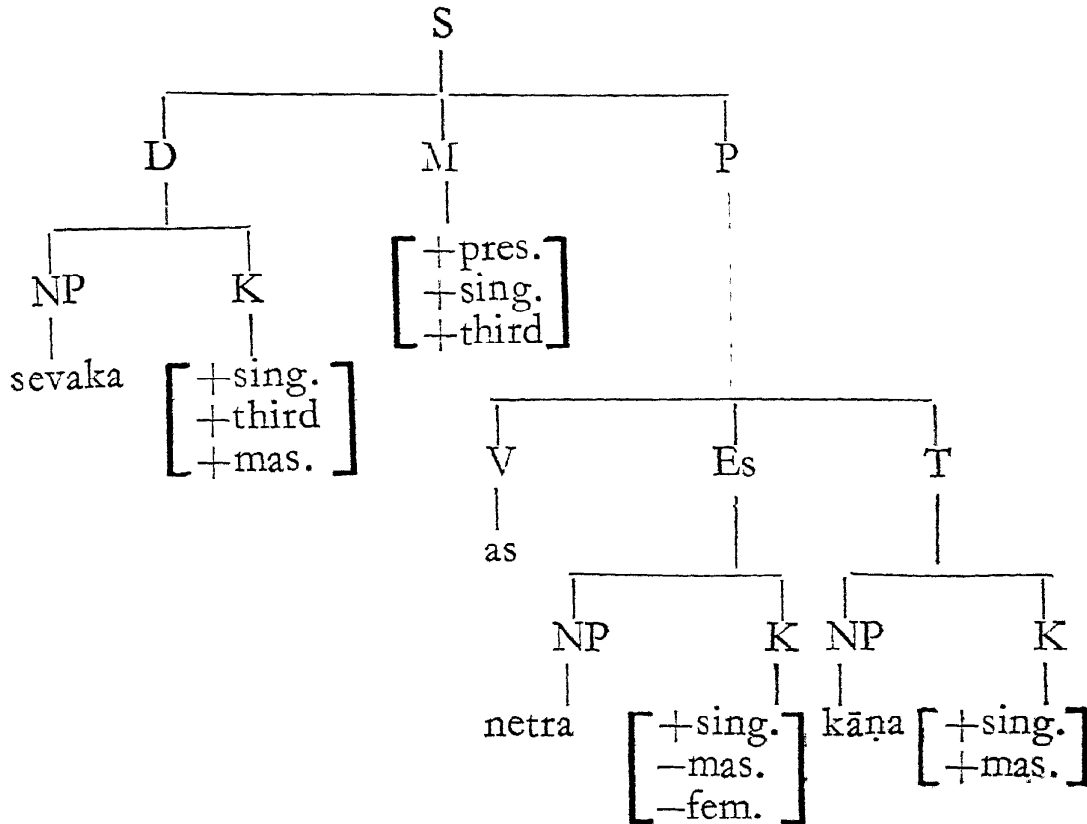 S
D M P
NP K [ +pres.
+sing.
+third ]
sevaka [ +sing.
+third
+mas. ]
V Es T
as
NP K NP K
netra [ +sing.
−mas.
−fem. ] kāṇa [ +sing.
+mas. ]